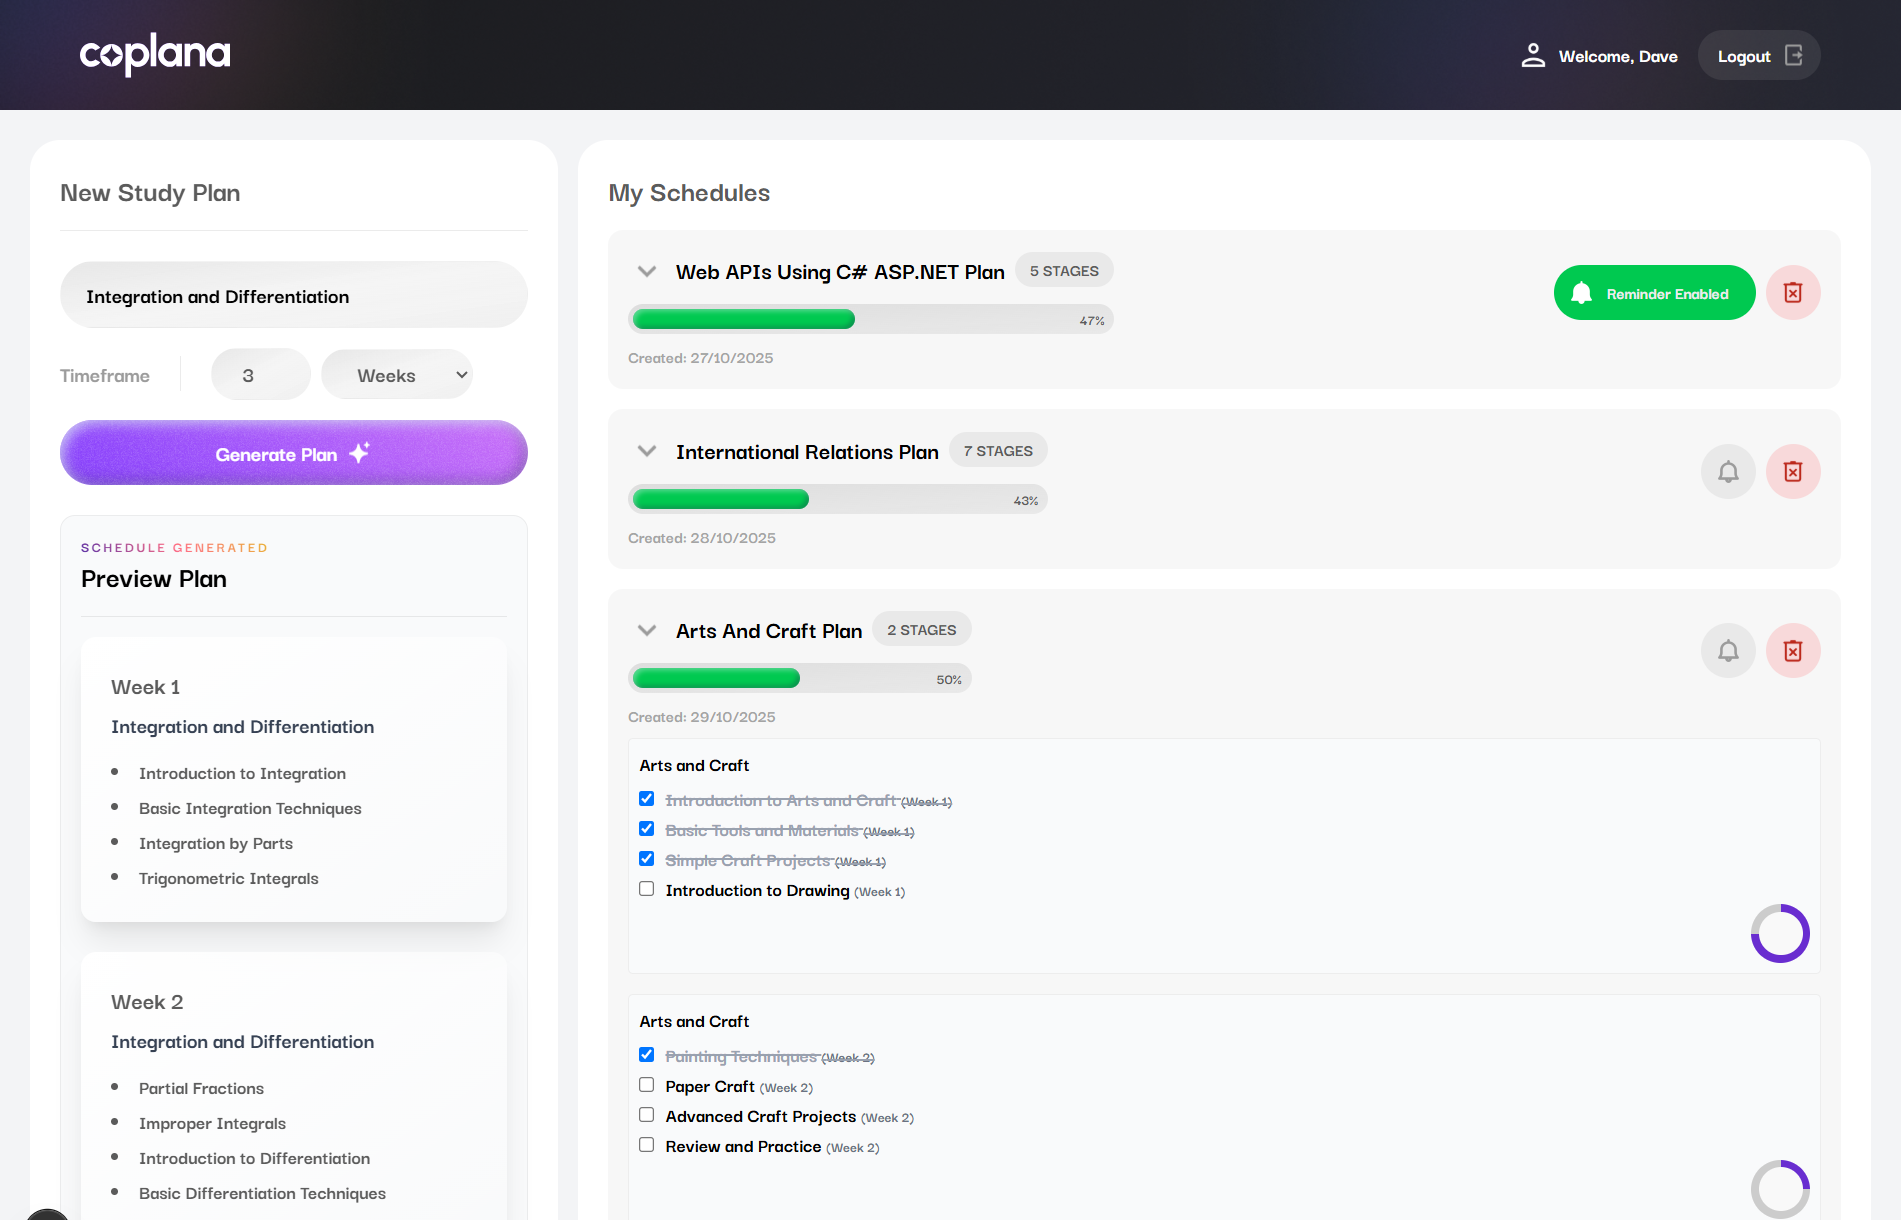 coplana
Welcome, Dave
Logout
New Study Plan
Integration and Differentiation
Timeframe
3
Weeks
Generate Plan
SCHEDULE GENERATED
Preview Plan
Week 1
Integration and Differentiation
Introduction to Integration
Basic Integration Techniques
Integration by Parts
Trigonometric Integrals
Week 2
Integration and Differentiation
Partial Fractions
Improper Integrals
Introduction to Differentiation
Basic Differentiation Techniques
My Schedules
Web APIs Using C# ASP.NET Plan
5 STAGES
47%
Created: 27/10/2025
Reminder Enabled
International Relations Plan
7 STAGES
43%
Created: 28/10/2025
Arts And Craft Plan
2 STAGES
50%
Created: 29/10/2025
Arts and Craft
Introduction to Arts and Craft (Week 1)
Basic Tools and Materials (Week 1)
Simple Craft Projects (Week 1)
Introduction to Drawing (Week 1)
Arts and Craft
Painting Techniques (Week 2)
Paper Craft (Week 2)
Advanced Craft Projects (Week 2)
Review and Practice (Week 2)